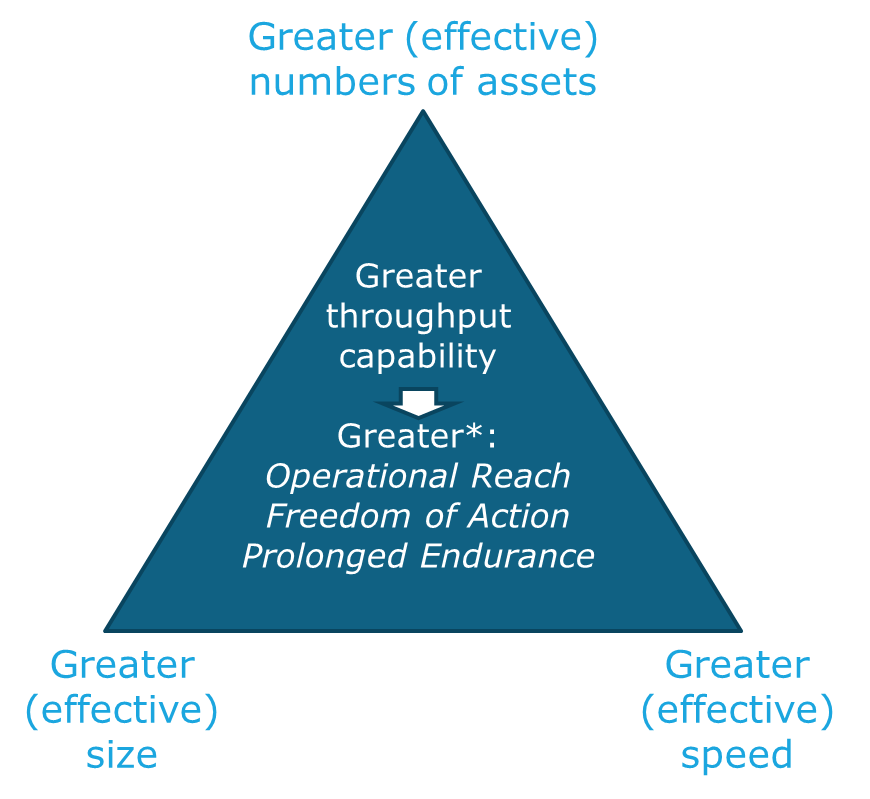 Greater (effective)
numbers of assets
Greater
throughput
capability
Greater*:
Operational Reach
Freedom of Action
Prolonged Endurance
Greater
(effective)
size
Greater
(effective)
speed